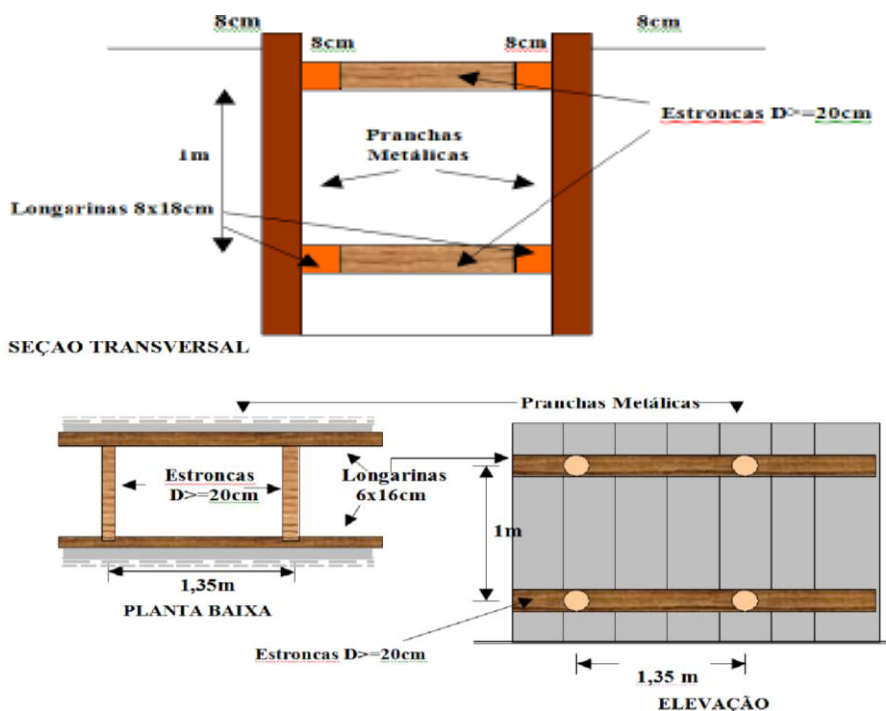 8cm
8cm
8cm
8cm
Estroncas D>=20cm
Pranchas
Metálicas
1m
Longarinas 8x18cm
SEÇAO TRANSVERSAL
Pranchas Metálicas
Estroncas
D>=20cm
Longarinas
6x16cm
1m
1,35m
PLANTA BAIXA
Estroncas D>=20cm
1,35 m
ELEVAÇÃO